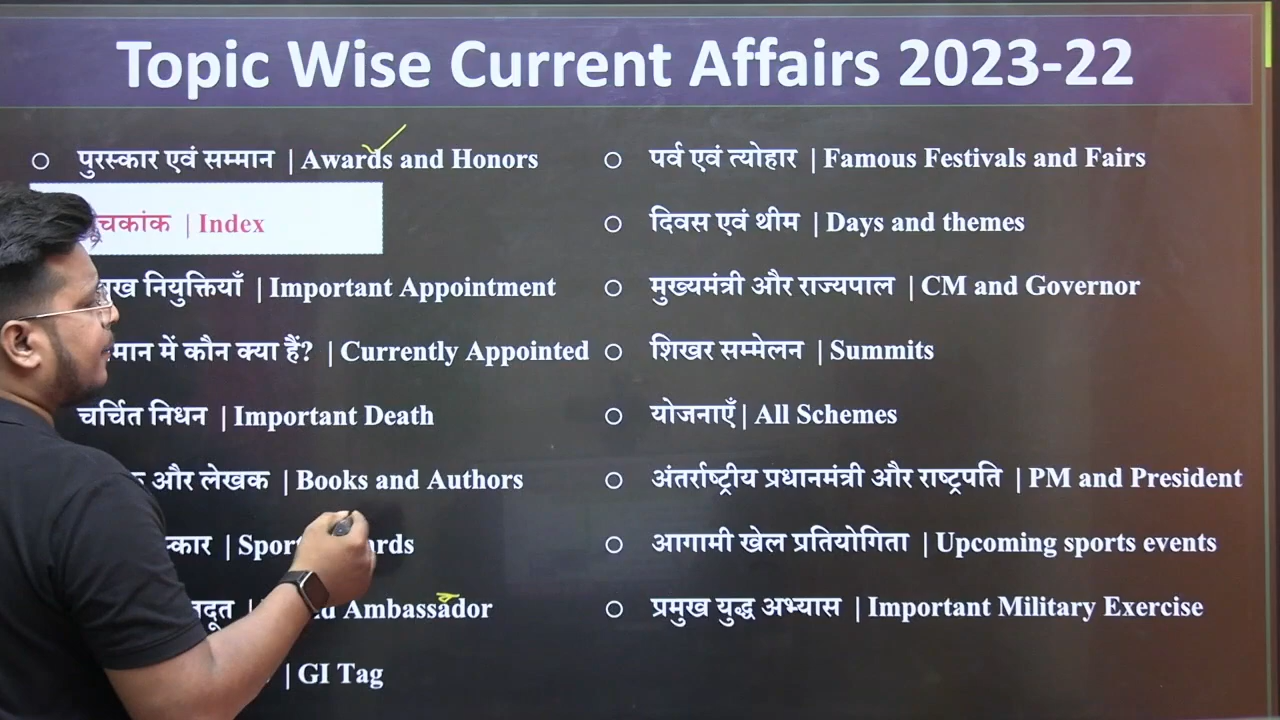 Topic Wise Current Affairs 2023-22
पुरस्कार एवं सम्मान | Awards and Honors
| Index
नियुक्तियाँ | Important Appointment
में कौन क्या हैं? | Currently Appointed
चर्चित निधन | Important Death
और लेखक | Books and Authors
|
Ambassador
| GI Tag
पर्व एवं त्योहार | Famous Festivals and Fairs
दिवस एवं थीम | Days and themes
मुख्यमंत्री और राज्यपाल | CM and Governor
शिखर सम्मेलन | Summits
योजनाएँ | All Schemes
अंतर्राष्ट्रीय प्रधानमंत्री और राष्ट्रपति | PM and President
आगामी खेल प्रतियोगिता | Upcoming sports events
प्रमुख युद्ध अभ्यास | Important Military Exercise